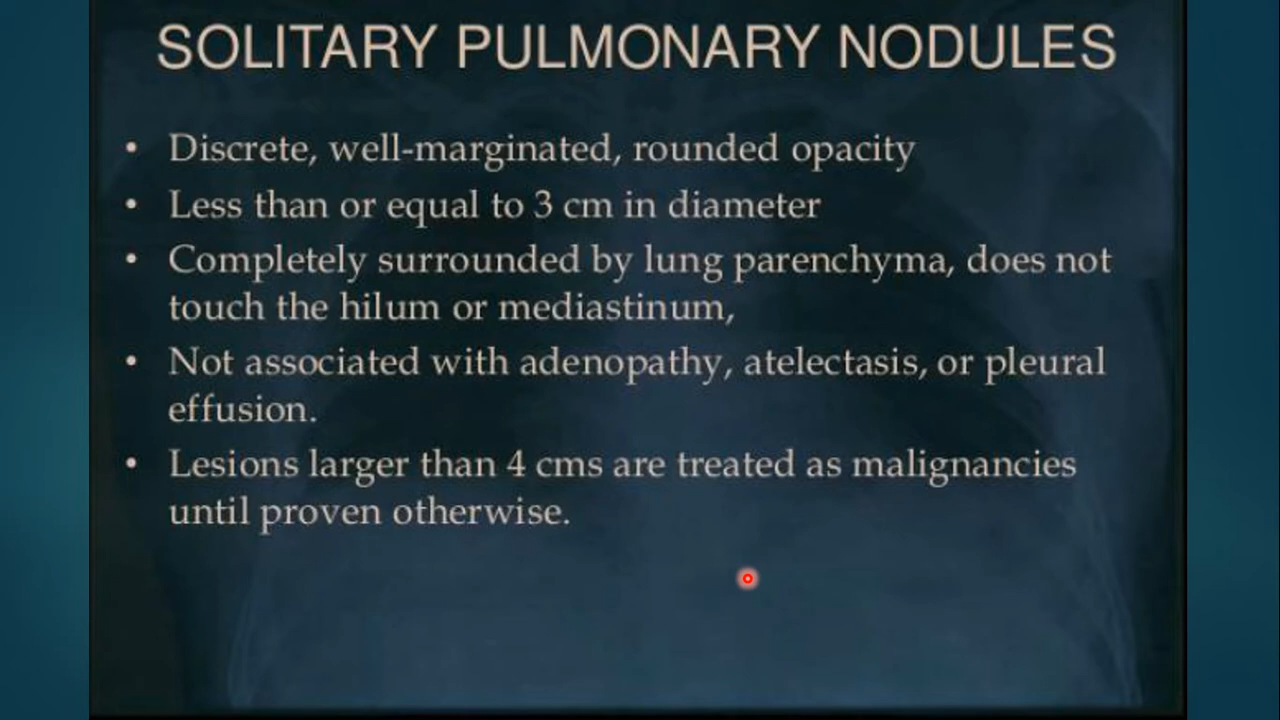 SOLITARY PULMONARY NODULES
• Discrete, well-marginated, rounded opacity
• Less than or equal to 3 cm in diameter
• Completely surrounded by lung parenchyma, does not
touch the hilum or mediastinum,
• Not associated with adenopathy, atelectasis, or pleural
effusion.
• Lesions larger than 4 cms are treated as malignancies
until proven otherwise.